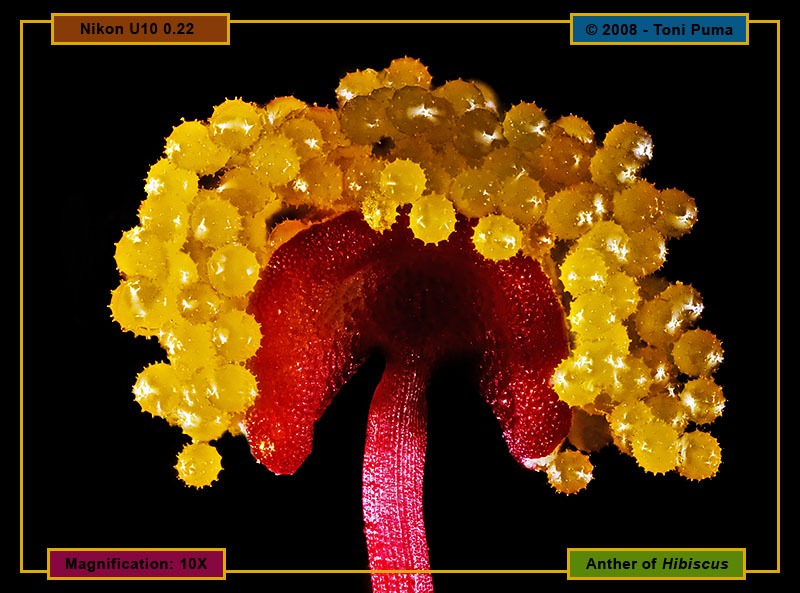 Nikon U10 0.22
© 2008 - Toni Puma
Magnification: 10X
Anther of Hibiscus